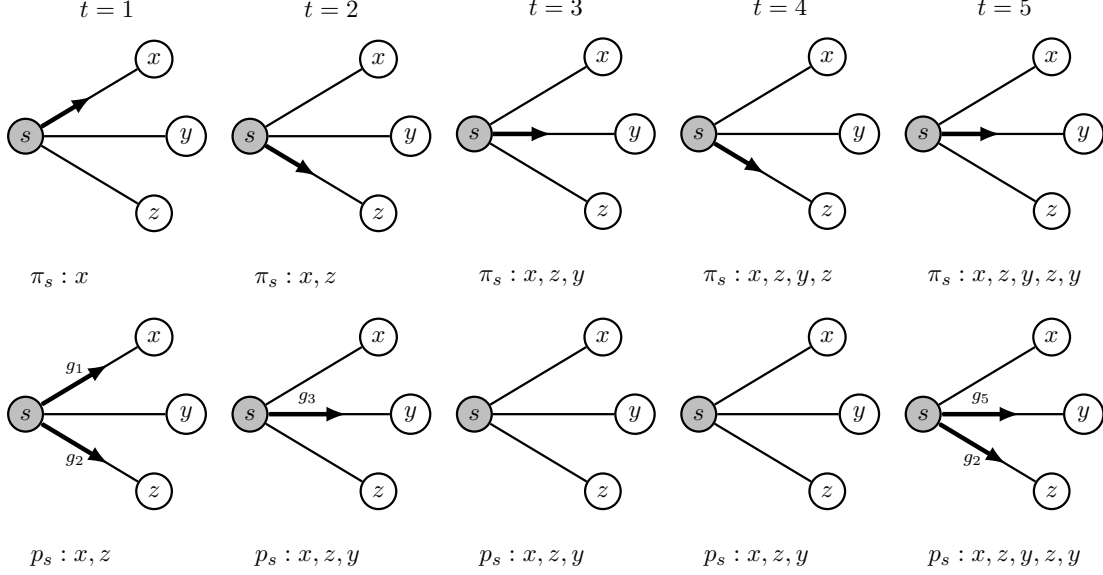 t = 1 t = 2 t = 3 t = 4 t = 5
x x x x x
s y s y s y s y s y
z z z z z
π_s : x π_s : x, z π_s : x, z, y π_s : x, z, y, z π_s : x, z, y, z, y
x x x x x
g_1 g_3 g_5
s y s y s y s y s y
g_2 g_2
z z z z z
p_s : x, z p_s : x, z, y p_s : x, z, y p_s : x, z, y p_s : x, z, y, z, y